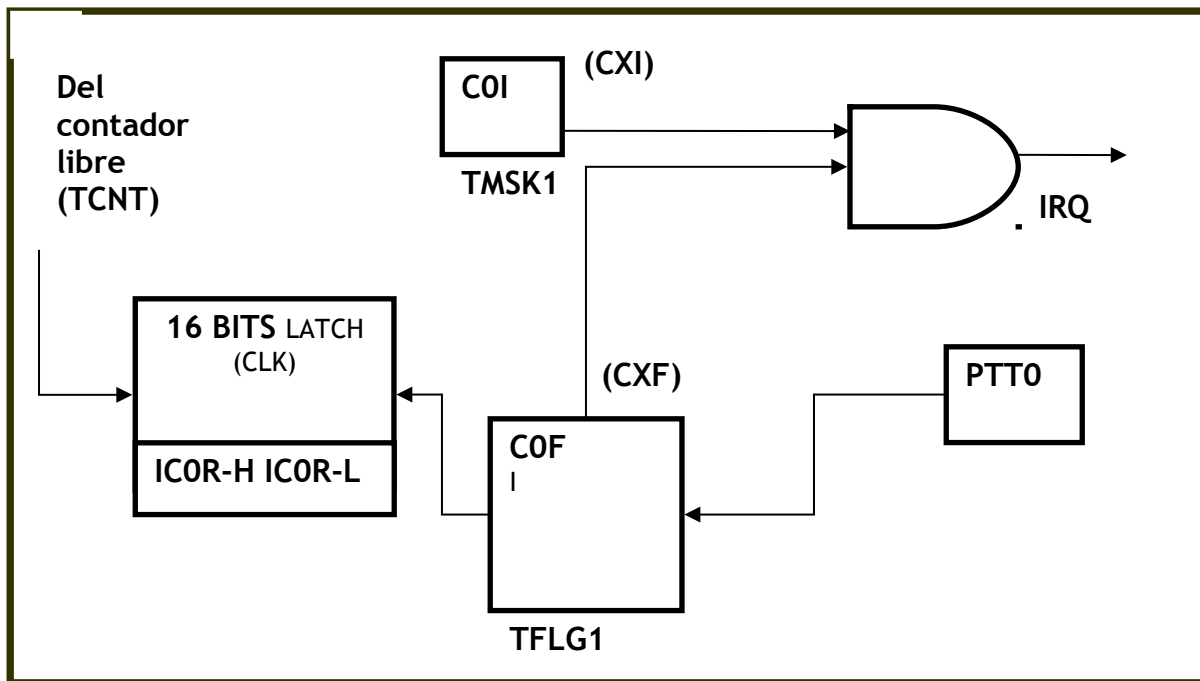 Del
contador
libre
(TCNT)
C0I
(CXI)
TMSK1
IRQ
16 BITS LATCH
(CLK)
IC0R-H IC0R-L
(CXF)
C0F
I
TFLG1
PTT0